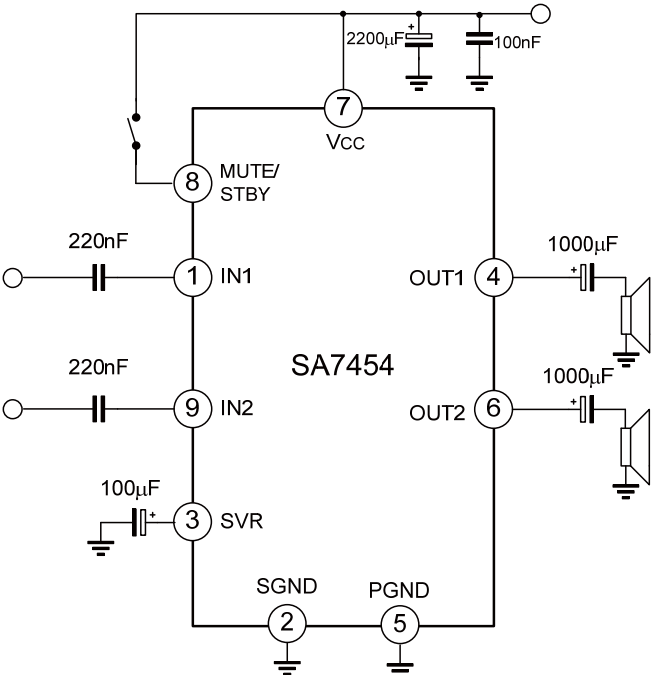 2200μF
100nF
7
VCC
8
MUTE/
STBY
220nF
1
IN1
1000μF
+
OUT1
4
SA7454
220nF
9
IN2
1000μF
+
OUT2
6
100μF
+
3
SVR
SGND
2
PGND
5
+